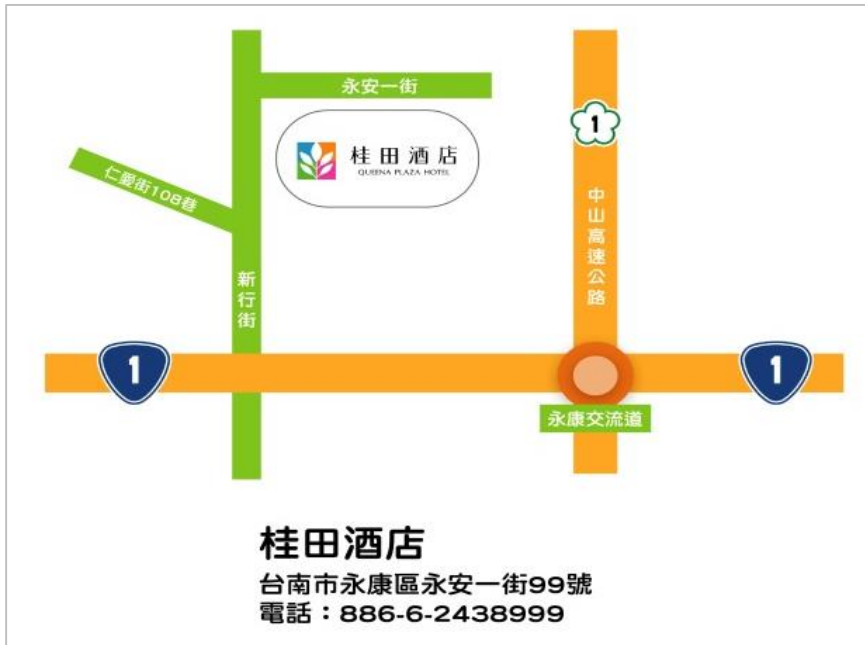 永安一街
1
桂田酒店
QUEENA PLAZA HOTEL
仁愛街108巷
中山高速公路
新行街
1
1
永康交流道
桂田酒店
台南市永康區永安一街99號
電話：886-6-2438999